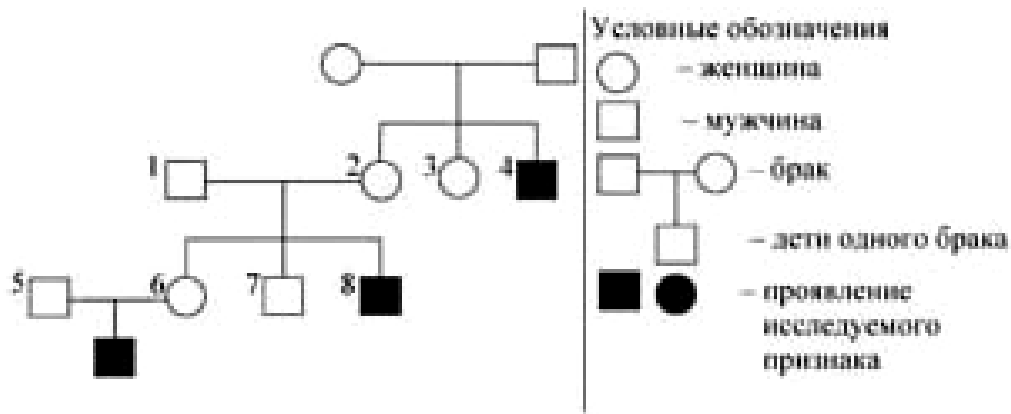 Условные обозначения
– женщина
– мужчина
– брак
– дети одного брака
– проявление
исследуемого
признака
1
2
3
4
5
6
7
8